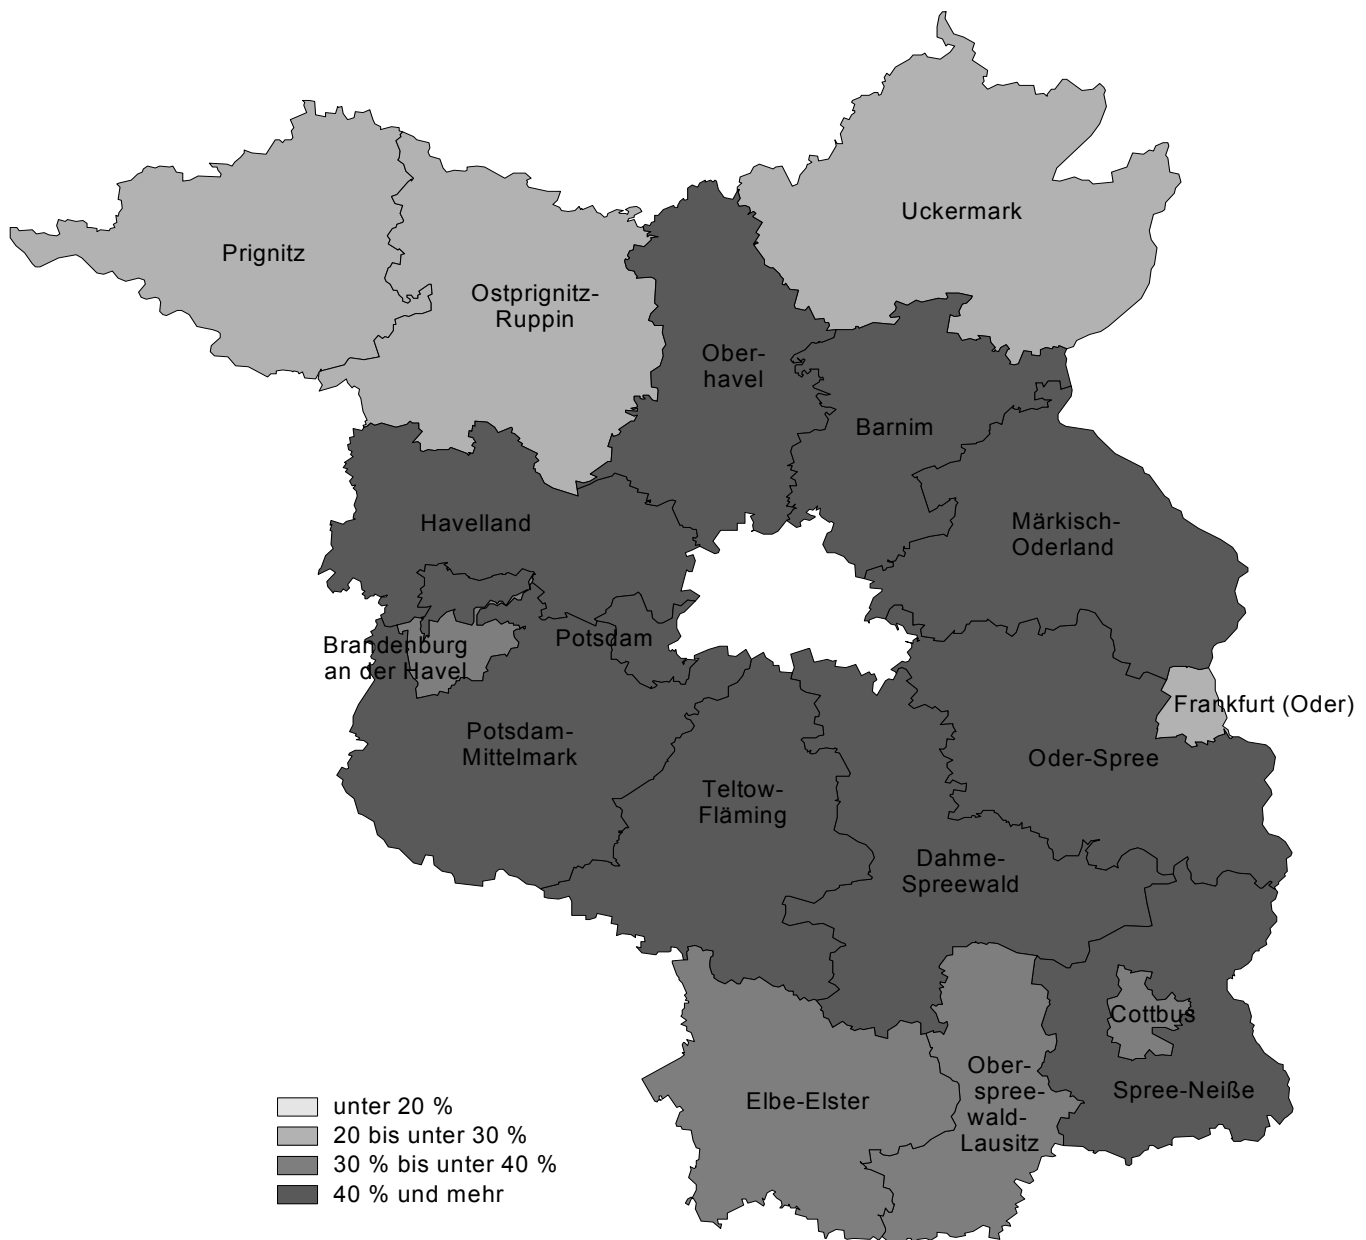 Uckermark
Prignitz
Ostprignitz-
Ruppin
Ober-
havel
Barnim
Havelland
Märkisch-
Oderland
Brandenburg
an der Havel
Potsdam
Frankfurt (Oder)
Potsdam-
Mittelmark
Oder-Spree
Teltow-
Fläming
Dahme-
Spreewald
Cottbus
Ober-
spree-
wald-
Lausitz
Spree-Neiße
Elbe-Elster
unter 20 %
20 bis unter 30 %
30 % bis unter 40 %
40 % und mehr